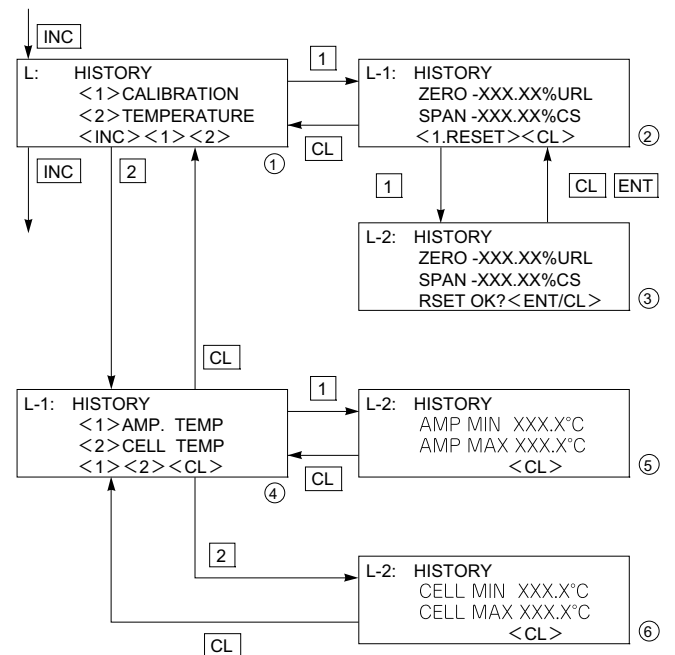 INC
L: HISTORY
<1>CALIBRATION
<2>TEMPERATURE
<INC><1><2>
①
1
CL
L-1: HISTORY
ZERO -XXX.XX%URL
SPAN -XXX.XX%CS
<1.RESET><CL>
②
INC
2
1
CL ENT
L-2: HISTORY
ZERO -XXX.XX%URL
SPAN -XXX.XX%CS
RSET OK?<ENT/CL>
③
CL
L-1: HISTORY
<1>AMP. TEMP
<2>CELL TEMP
<1><2><CL>
④
1
CL
L-2: HISTORY
AMP MIN XXX.X°C
AMP MAX XXX.X°C
<CL>
⑤
2
L-2: HISTORY
CELL MIN XXX.X°C
CELL MAX XXX.X°C
<CL>
⑥
CL